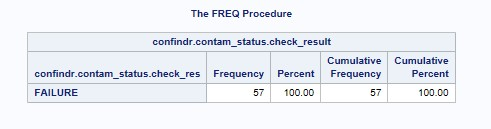 The FREQ Procedure
confindr.contam_status.check_result
confindr.contam_status.check_res Frequency Percent Cumulative Frequency Cumulative Percent
FAILURE 57 100.00 57 100.00